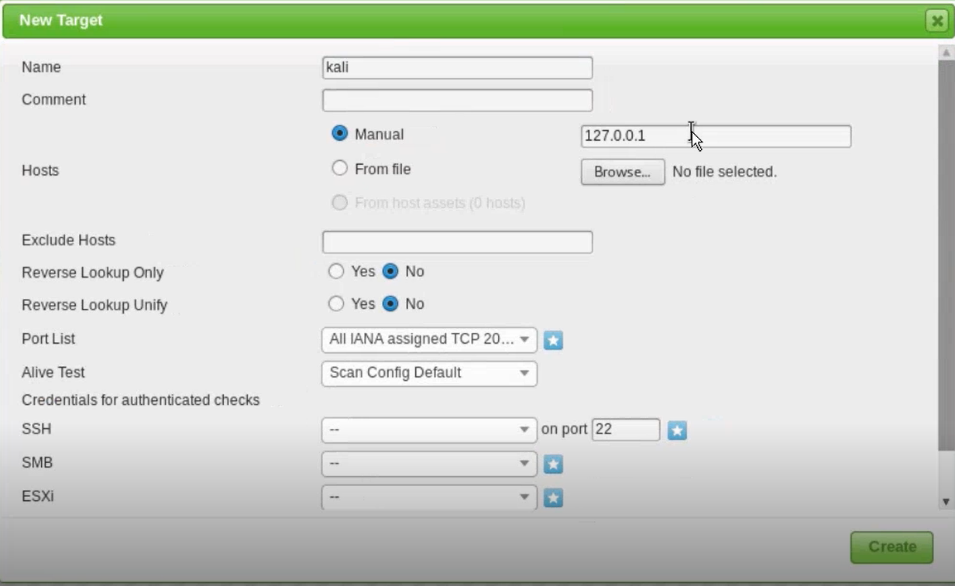 New Target
Name kali
Comment
Manual 127.0.0.1
Hosts From file Browse... No file selected.
From host assets (0 hosts)
Exclude Hosts
Reverse Lookup Only Yes No
Reverse Lookup Unify Yes No
Port List All IANA assigned TCP 20...
Alive Test Scan Config Default
Credentials for authenticated checks
SSH -- on port 22
SMB --
ESXi --
Create